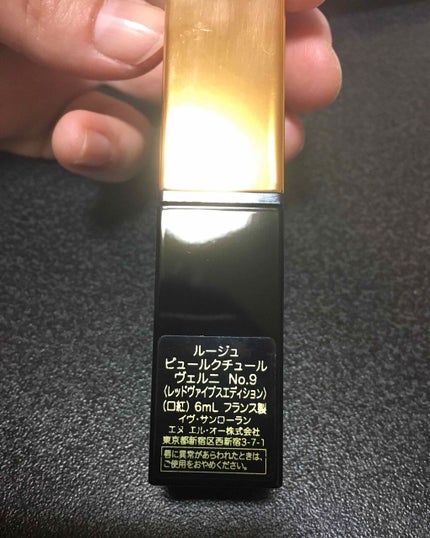 ルージュ
ピュールクチュール
ヴェルニ No.9
〈レッドヴァイブスエディション〉
(口紅) 6mL フランス製
イヴ・サンローラン
エヌ エル・オー株式会社
東京都新宿区西新宿3-7-1
唇に異常があらわれたときは、
ご使用をおやめください。